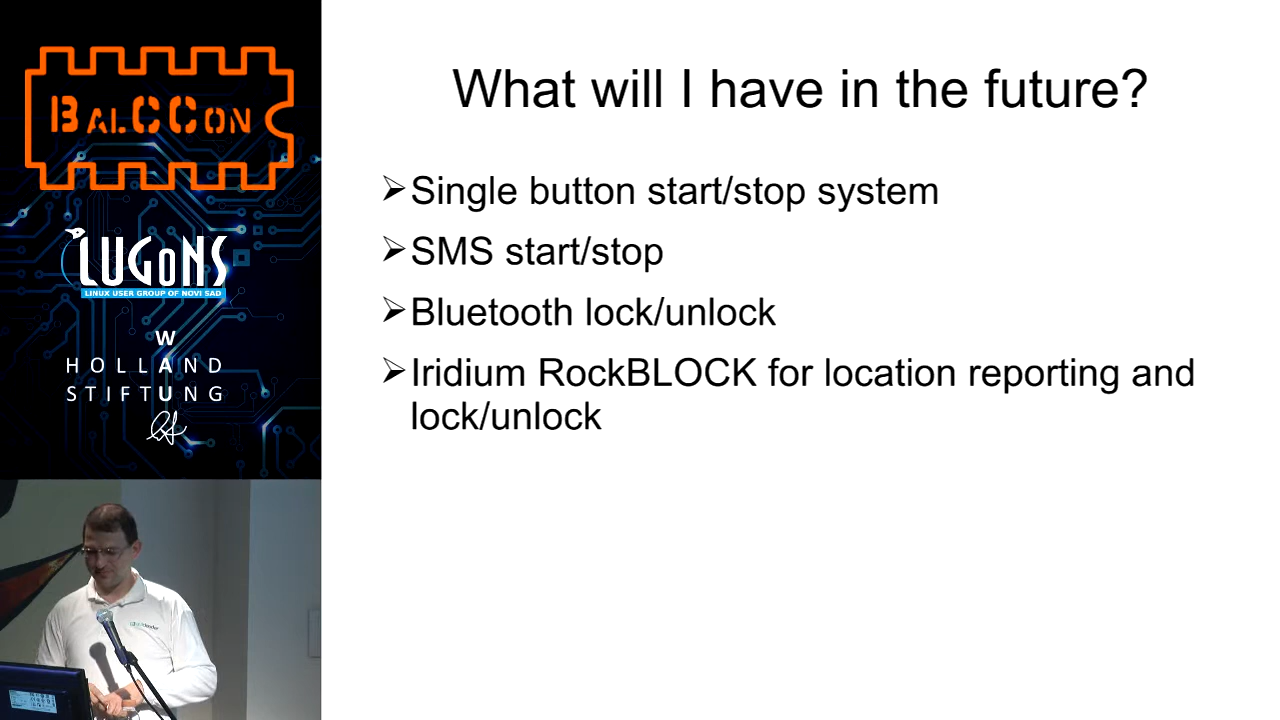 BALCCON
LUGoNS
LINUX USER GROUP OF NOVI SAD
W
HOLLAND
STIFTUNG
What will I have in the future?
➢Single button start/stop system
➢SMS start/stop
➢Bluetooth lock/unlock
➢Iridium RockBLOCK for location reporting and
lock/unlock